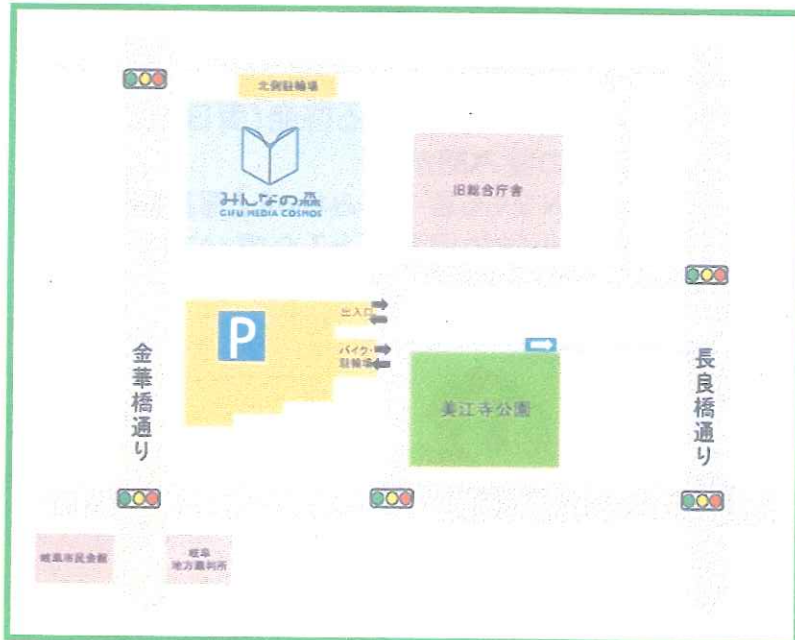 北側駐輪場
みんなの森
GIFU MEDIA COSMOS
旧総合庁舎
出入口
P
バイク・
駐輪場
金華橋通り
美江寺公園
長良橋通り
岐阜市民会館
岐阜
地方裁判所